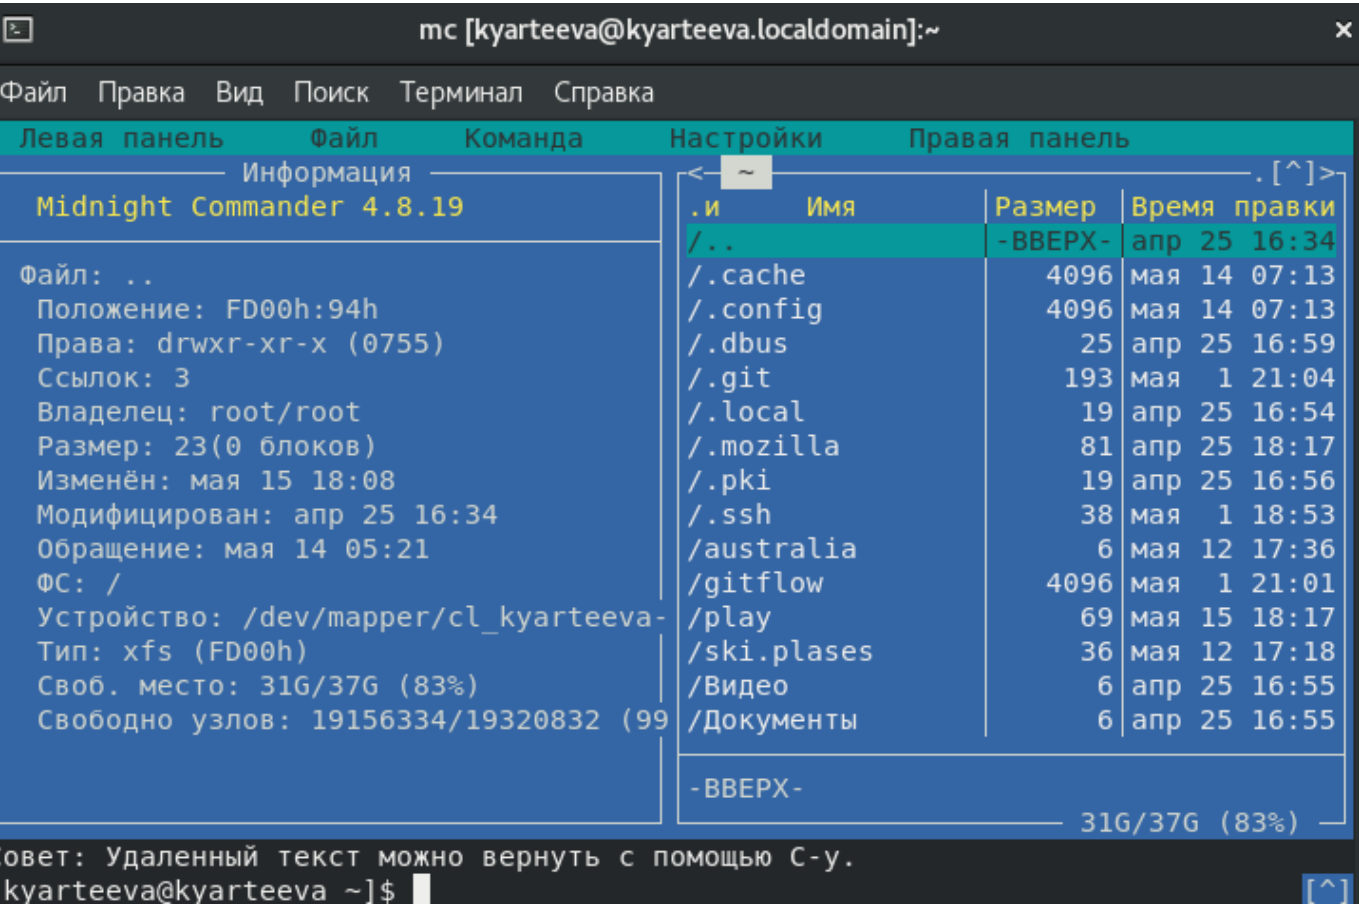 mc [kyarteeva@kyarteeva.localdomain]:~ ×
Файл Правка Вид Поиск Терминал Справка
Левая панель Файл Команда Настройки Правая панель
Информация
Midnight Commander 4.8.19
Файл: ..
Положение: FD00h:94h
Права: drwxr-xr-x (0755)
Ссылок: 3
Владелец: root/root
Размер: 23(0 блоков)
Изменён: мая 15 18:08
Модифицирован: апр 25 16:34
Обращение: мая 14 05:21
ФС: /
Устройство: /dev/mapper/cl_kyarteeva-
Тип: xfs (FD00h)
Своб. место: 31G/37G (83%)
Свободно узлов: 19156334/19320832 (99
<─ ~ .[^]>
.и Имя Размер Время правки
/.. -ВВЕРХ- апр 25 16:34
/.cache 4096 мая 14 07:13
/.config 4096 мая 14 07:13
/.dbus 25 апр 25 16:59
/.git 193 мая 1 21:04
/.local 19 апр 25 16:54
/.mozilla 81 апр 25 18:17
/.pki 19 апр 25 16:56
/.ssh 38 мая 1 18:53
/australia 6 мая 12 17:36
/gitflow 4096 мая 1 21:01
/play 69 мая 15 18:17
/ski.plases 36 мая 12 17:18
/Видео 6 апр 25 16:55
/Документы 6 апр 25 16:55
-ВВЕРХ-
31G/37G (83%)
Совет: Удаленный текст можно вернуть с помощью C-y.
kyarteeva@kyarteeva ~]$ [^]